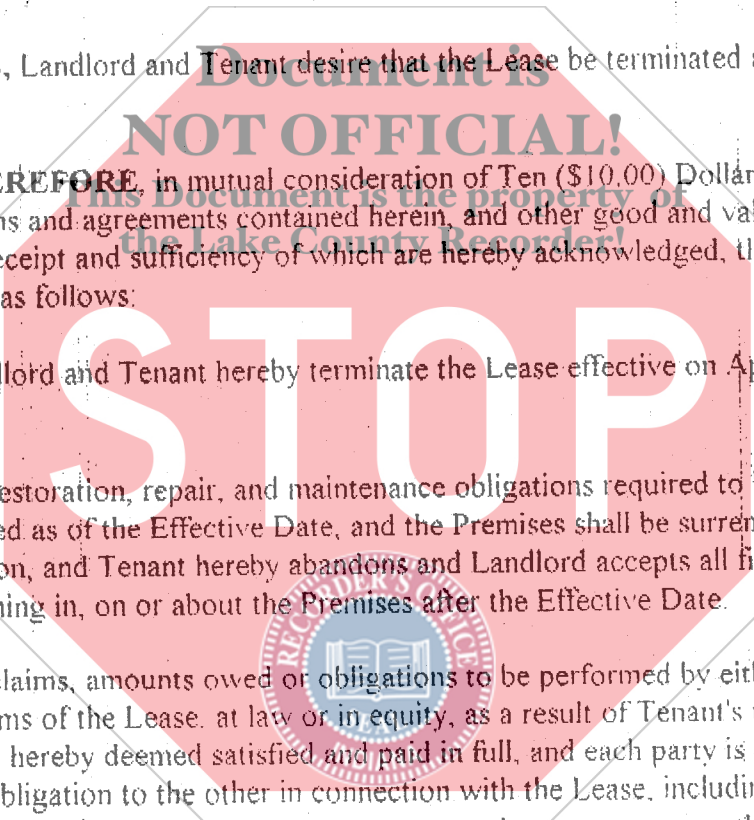 , Landlord and Tenant desire that the Lease be terminated
Document is
NOT OFFICIAL!
EREFORE, in mutual consideration of Ten ($10.00) Dollar
This Document is the property of
ns and agreements contained herein, and other good and val
the Lake County Recorder!
eceipt and sufficiency of which are hereby acknowledged, t
as follows:
STOP
dlord and Tenant hereby terminate the Lease effective on Ap
estoration, repair, and maintenance obligations required to
ed as of the Effective Date, and the Premises shall be surren
on, and Tenant hereby abandons and Landlord accepts all fi
ning in, on or about the Premises after the Effective Date.
RECORDER'S OFFICE
claims, amounts owed or obligations to be performed by eit
ms of the Lease, at law or in equity, as a result of Tenant's
hereby deemed satisfied and paid in full, and each party is
bligation to the other in connection with the Lease, includin